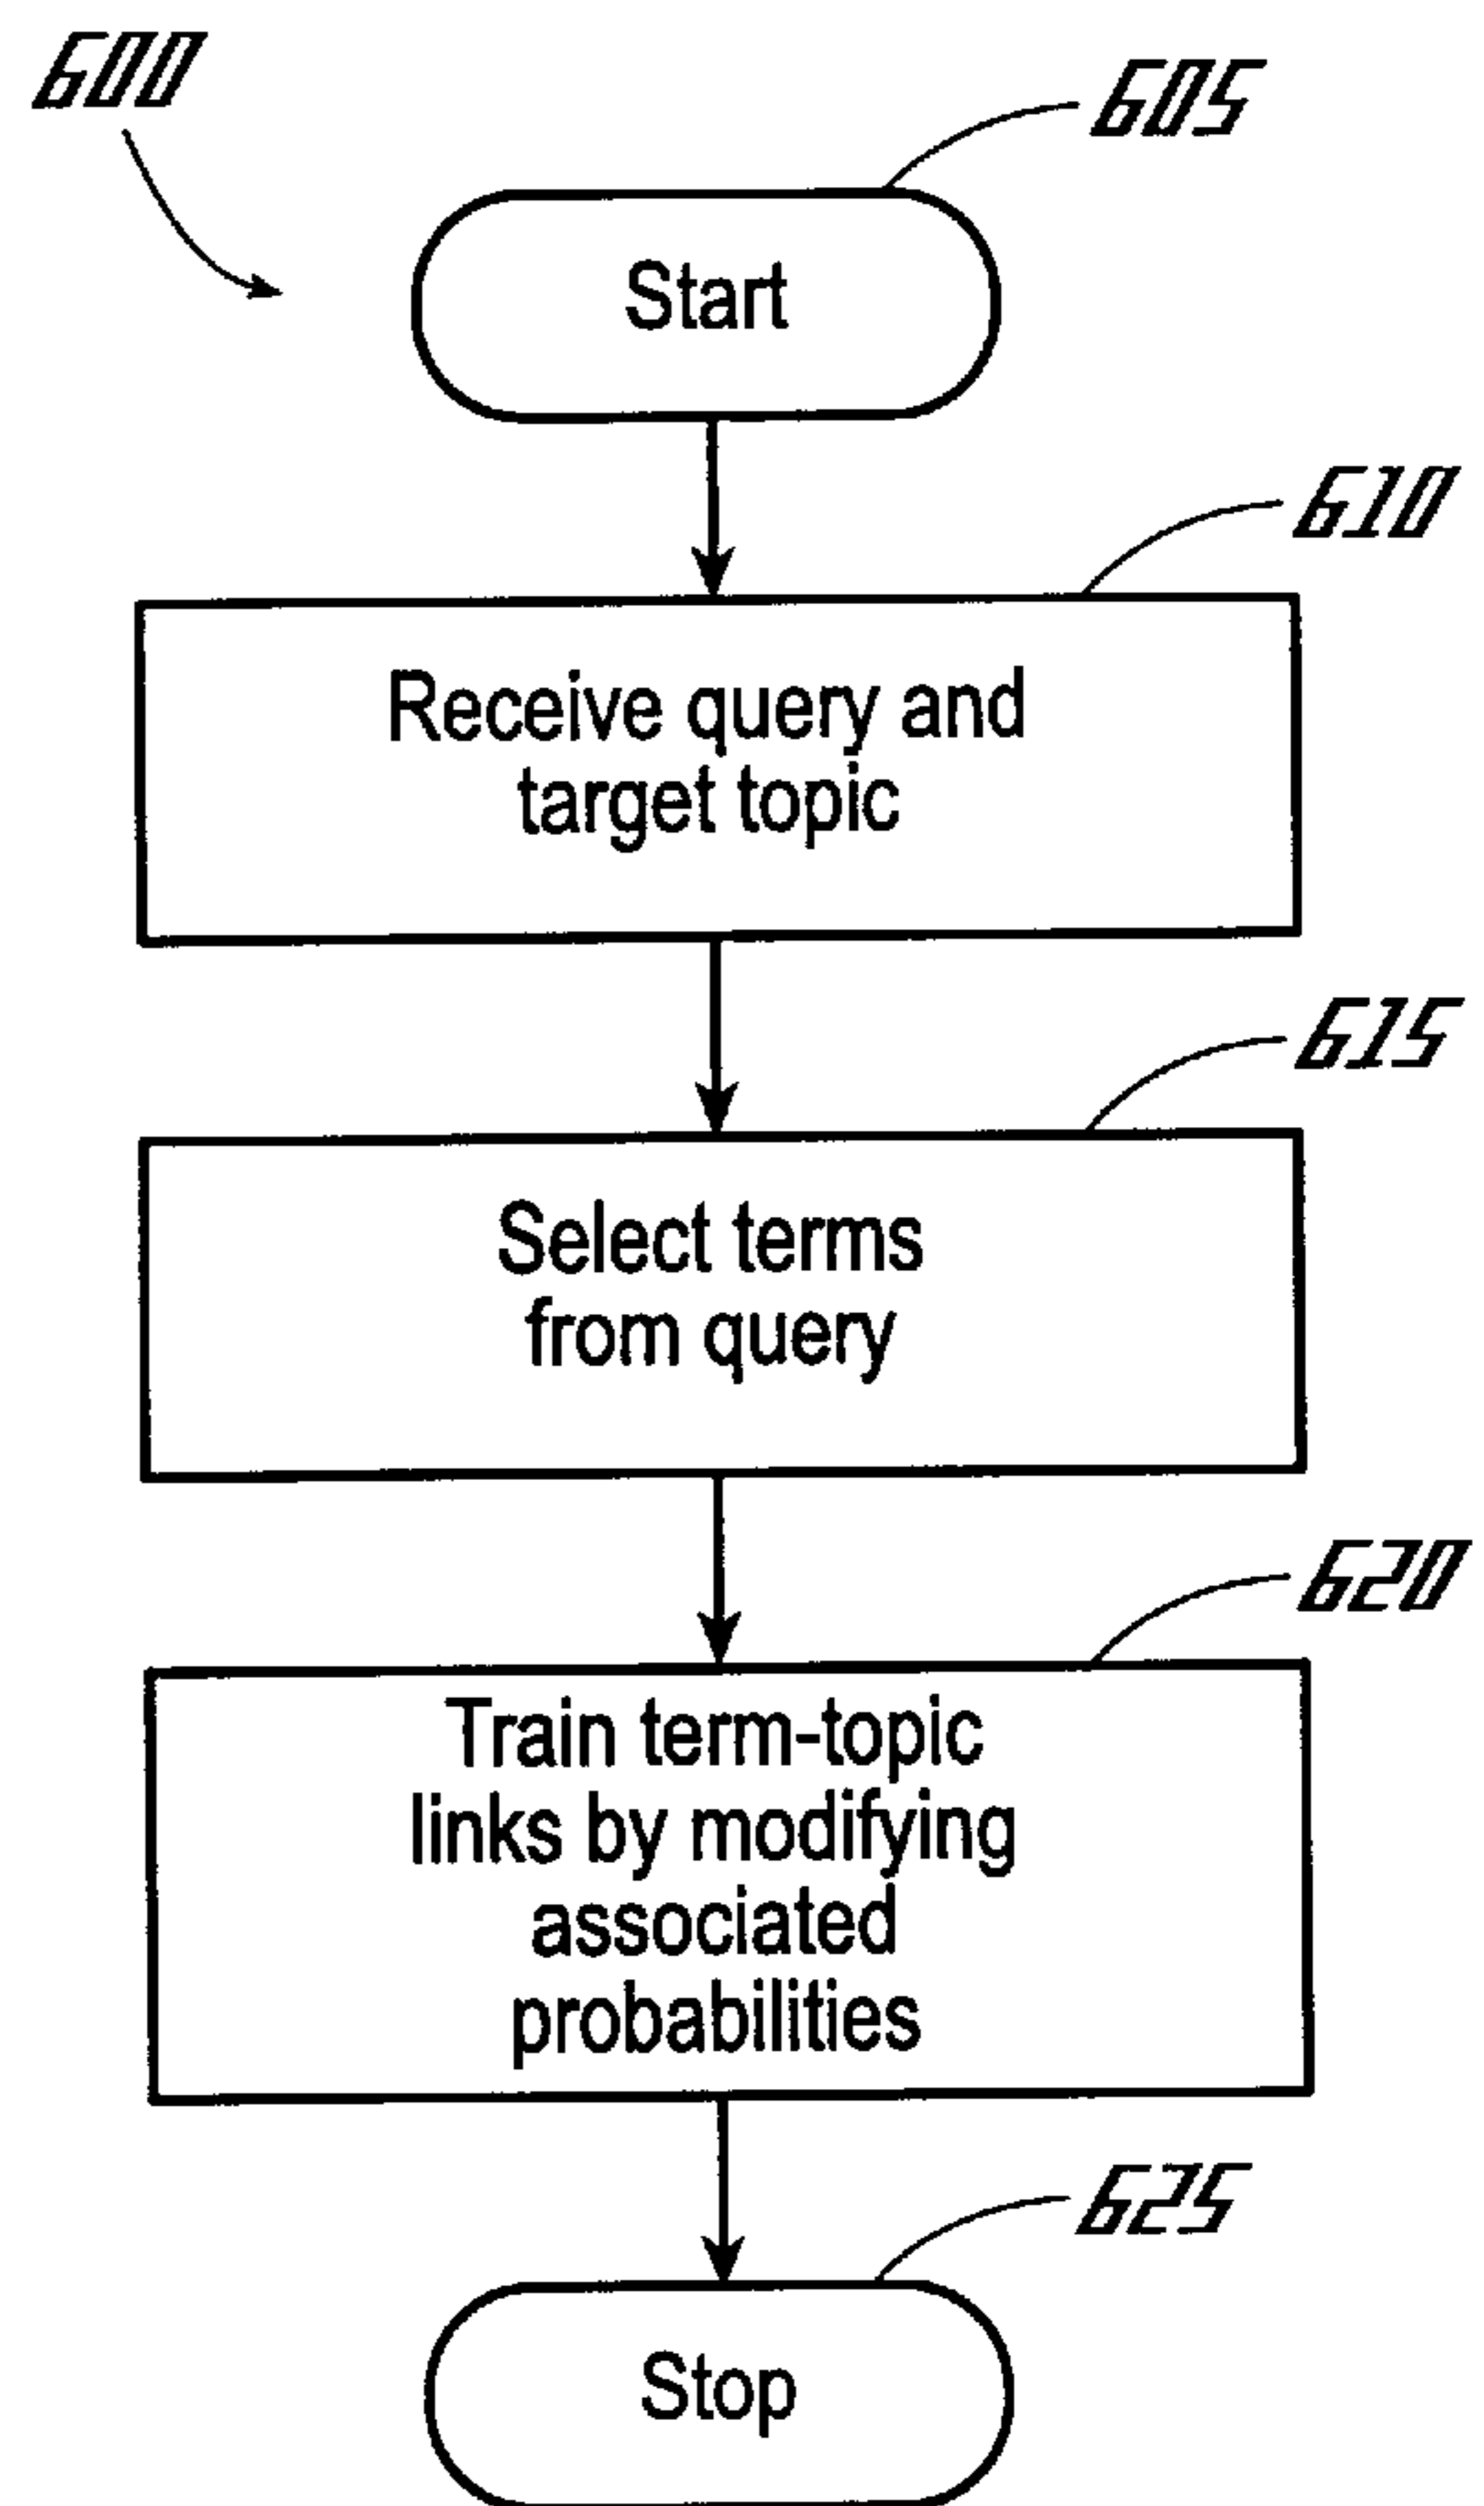 600
605
Start
610
Receive query and
target topic
615
Select terms
from query
620
Train term-topic
links by modifying
associated
probabilities
625
Stop